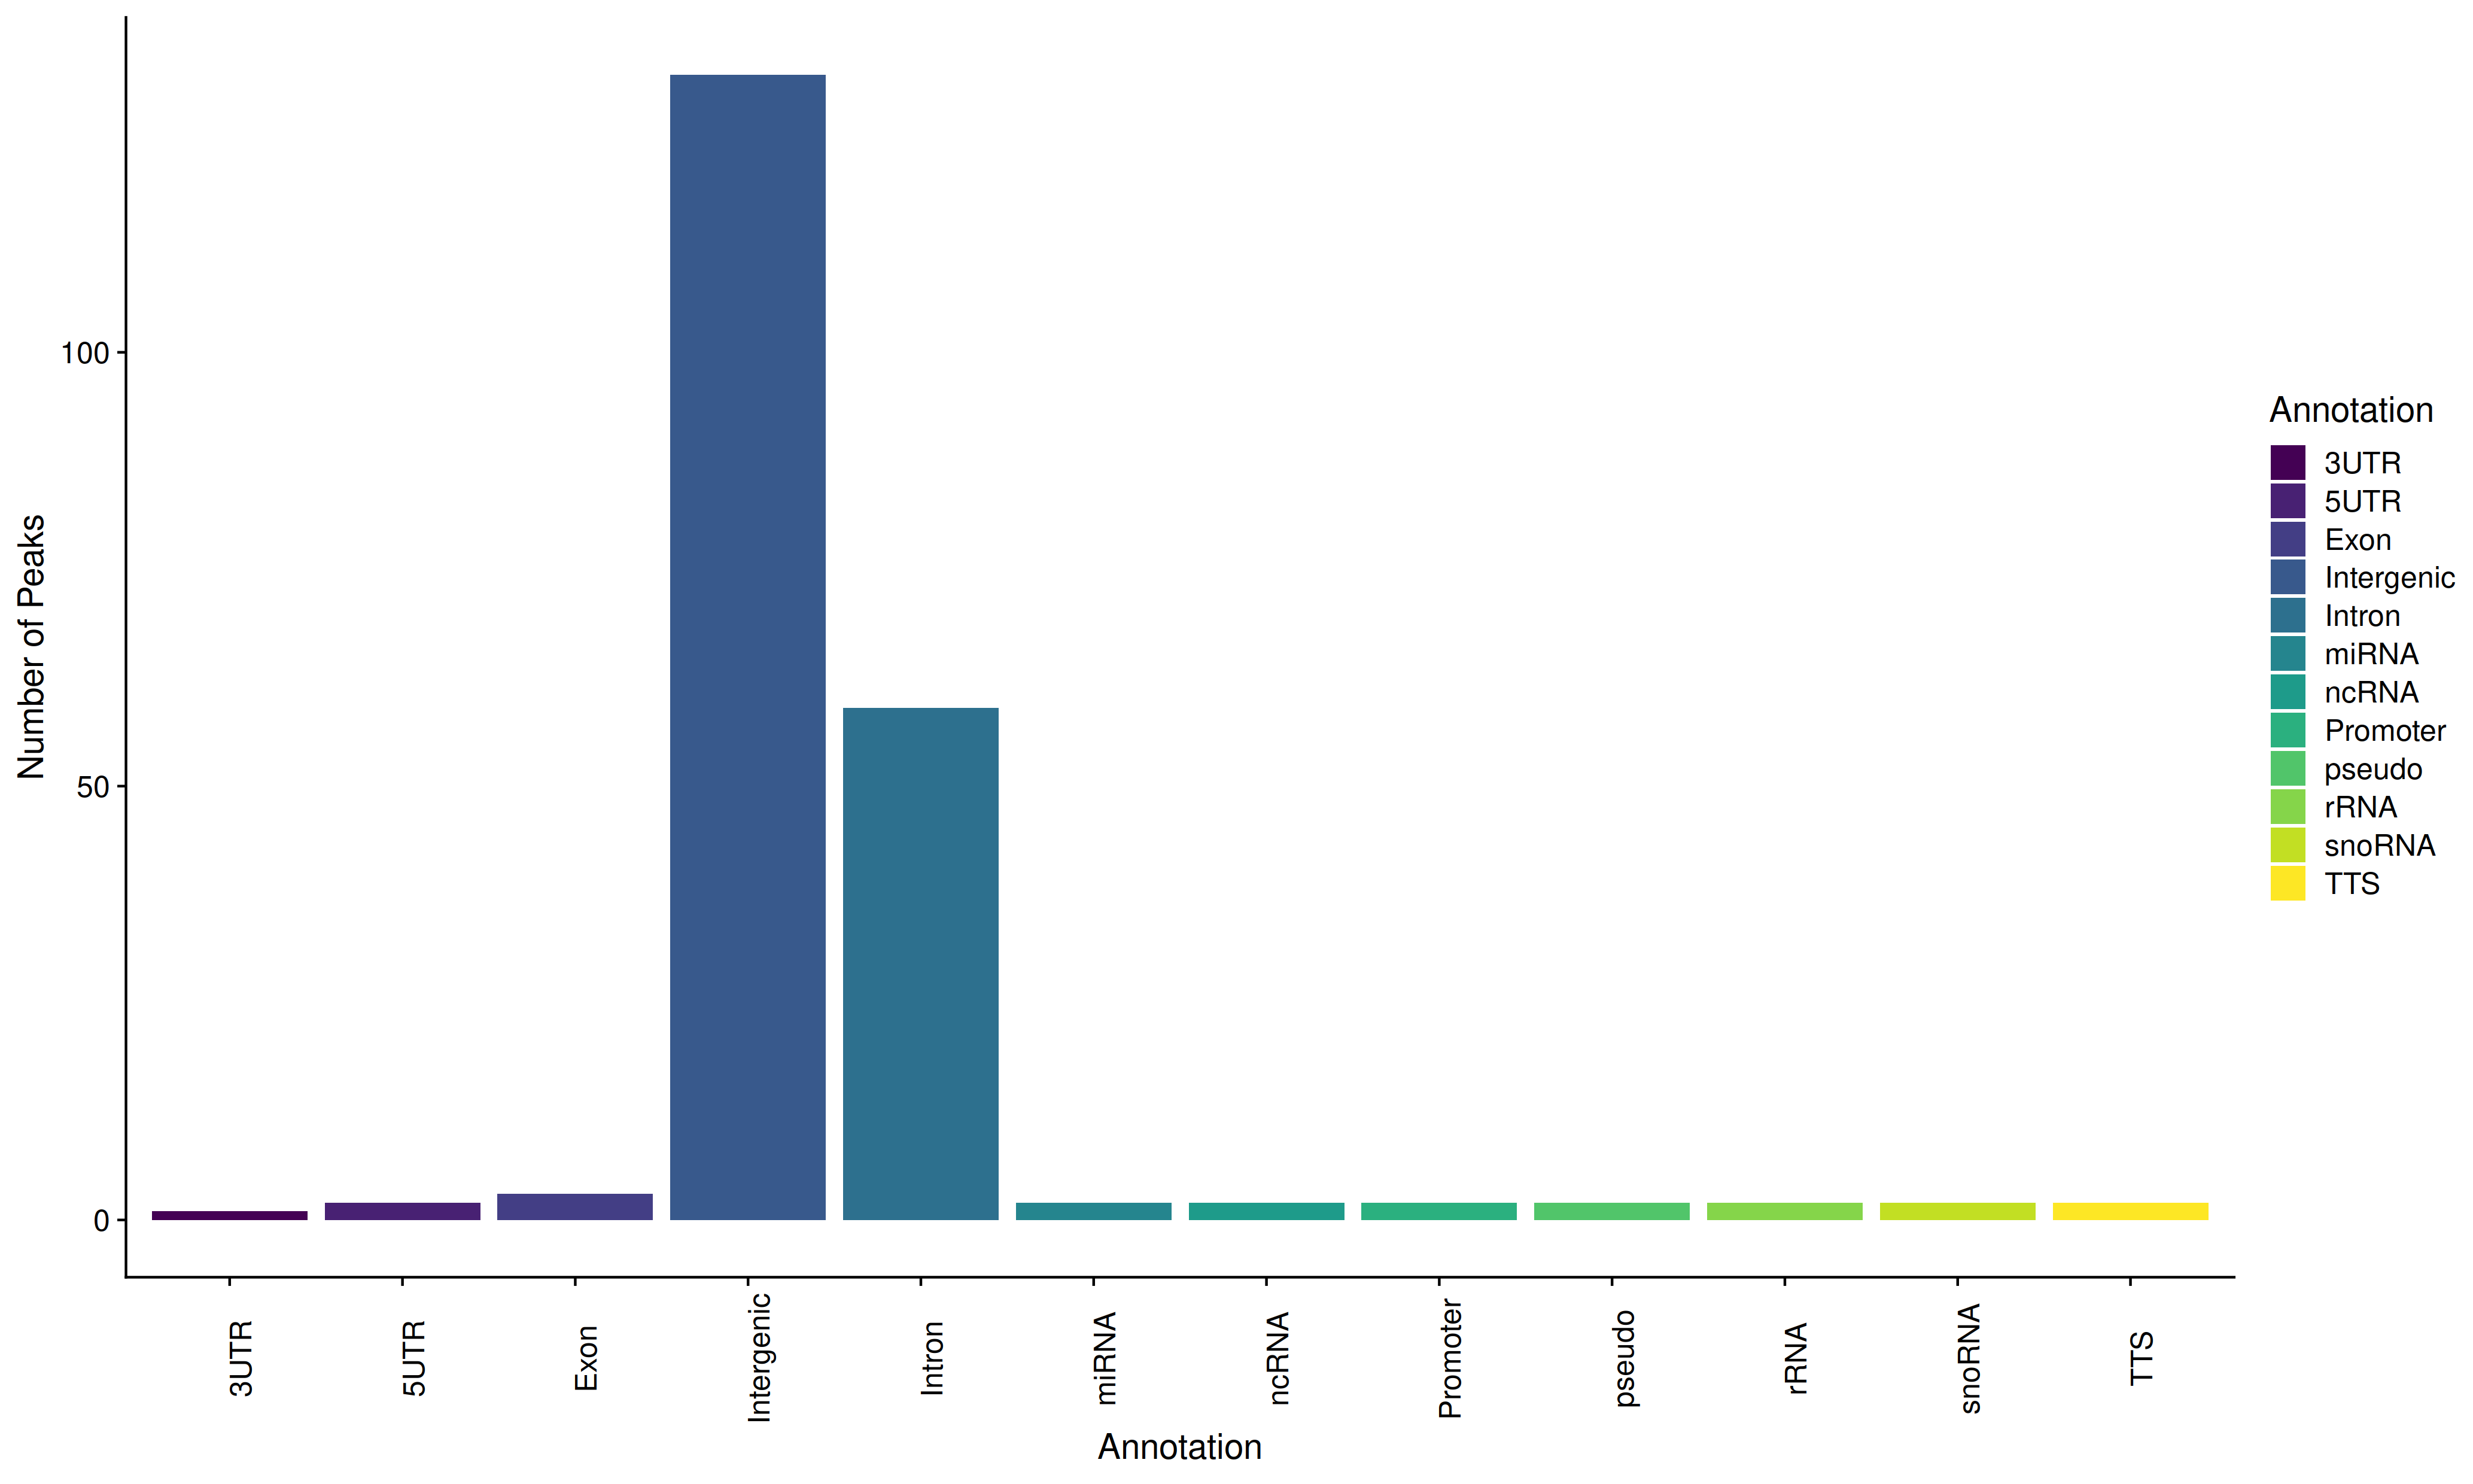 Number of Peaks
100
50
0
3UTR
5UTR
Exon
Intergenic
Intron
miRNA
ncRNA
Promoter
pseudo
rRNA
snoRNA
TTS
Annotation
Annotation
3UTR
5UTR
Exon
Intergenic
Intron
miRNA
ncRNA
Promoter
pseudo
rRNA
snoRNA
TTS